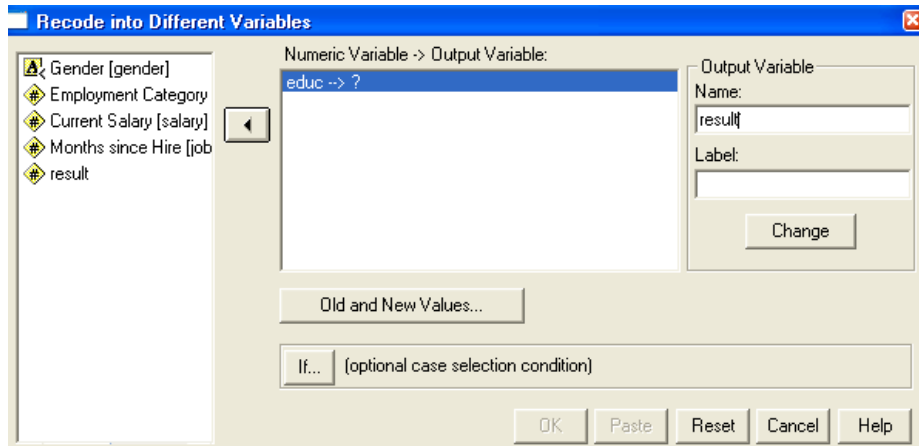 Recode into Different Variables
Gender [gender]
Employment Category
Current Salary [salary]
Months since Hire [job
result
Numeric Variable -> Output Variable:
educ --> ?
Output Variable
Name:
result
Label:
Change
Old and New Values...
If...
(optional case selection condition)
OK
Paste
Reset
Cancel
Help